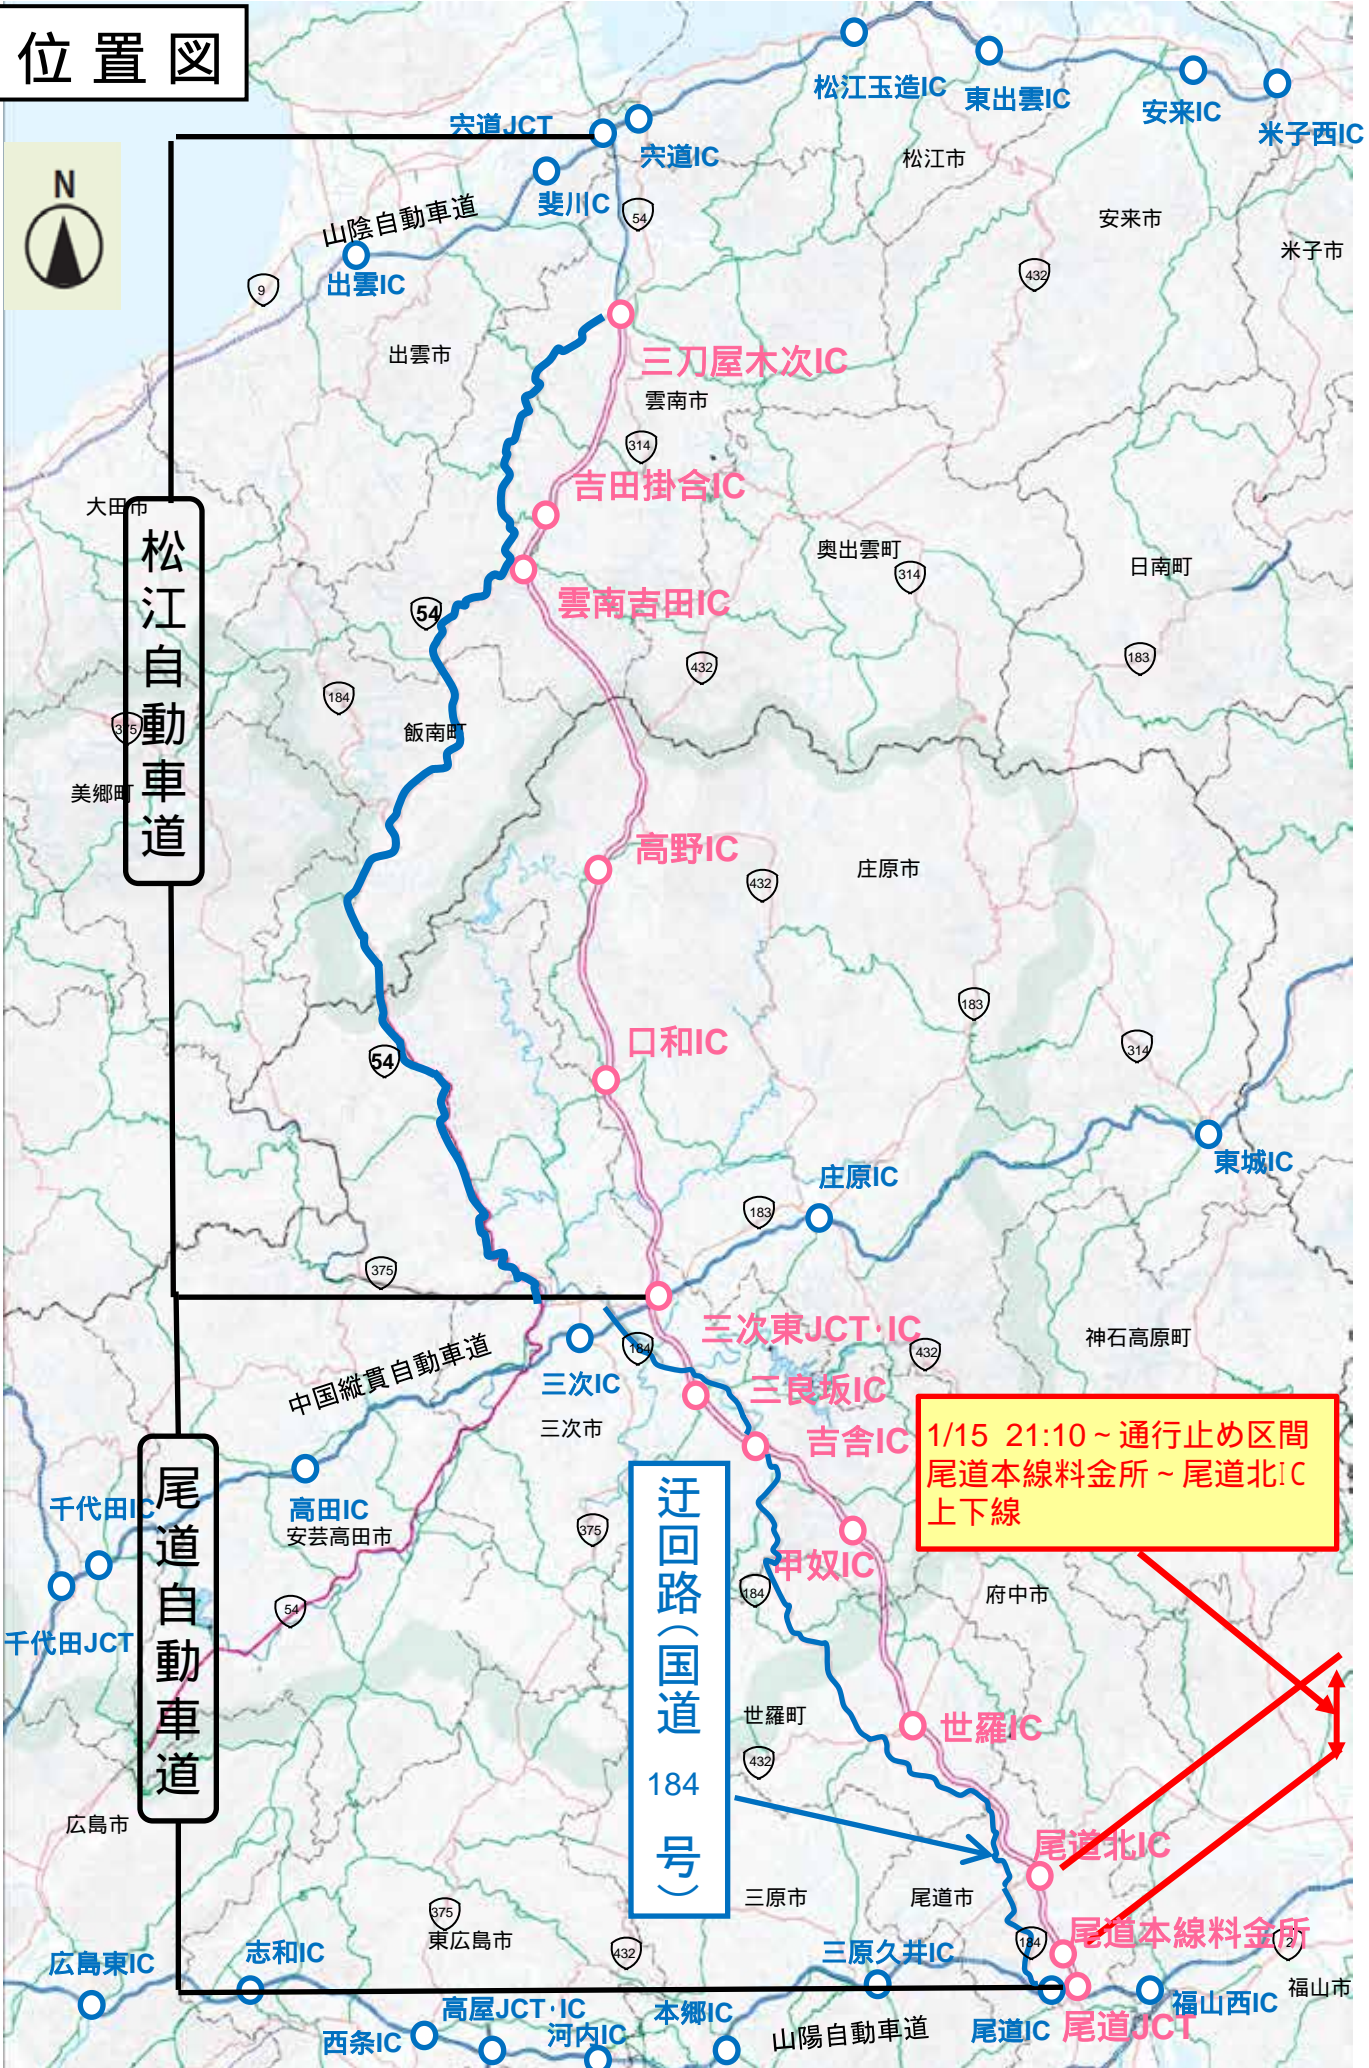 位置図
N
松江玉造IC
東出雲IC
安来IC
米子西IC
宍道JCT
宍道IC
斐川C
松江市
安来市
米子市
54
432
山陰自動車道
出雲IC
9
出雲市
三刀屋木次IC
雲南市
314
吉田掛合IC
大田市
奥出雲町
314
日南町
雲南吉田IC
54
432
183
184
飯南町
375
美郷町
松江自動車道
高野IC
432
庄原市
183
口和IC
54
314
東城IC
庄原IC
183
375
三次東JCT・IC
184
432
神石高原町
中国縦貫自動車道
三次IC
三次市
三良坂IC
吉舎IC
1/15 21:10~通行止め区間
尾道本線料金所~尾道北IC
上下線
千代田IC
高田IC
安芸高田市
375
甲奴IC
184
府中市
54
千代田JCT
尾道自動車道
迂回路(国道184号)
世羅町
世羅IC
432
広島市
尾道北IC
三原市
尾道市
375
東広島市
432
184
尾道本線料金所
2
福山市
広島東IC
志和IC
三原久井IC
福山西IC
西条IC
高屋JCT・IC
河内IC
本郷IC
山陽自動車道
尾道IC
尾道JCT